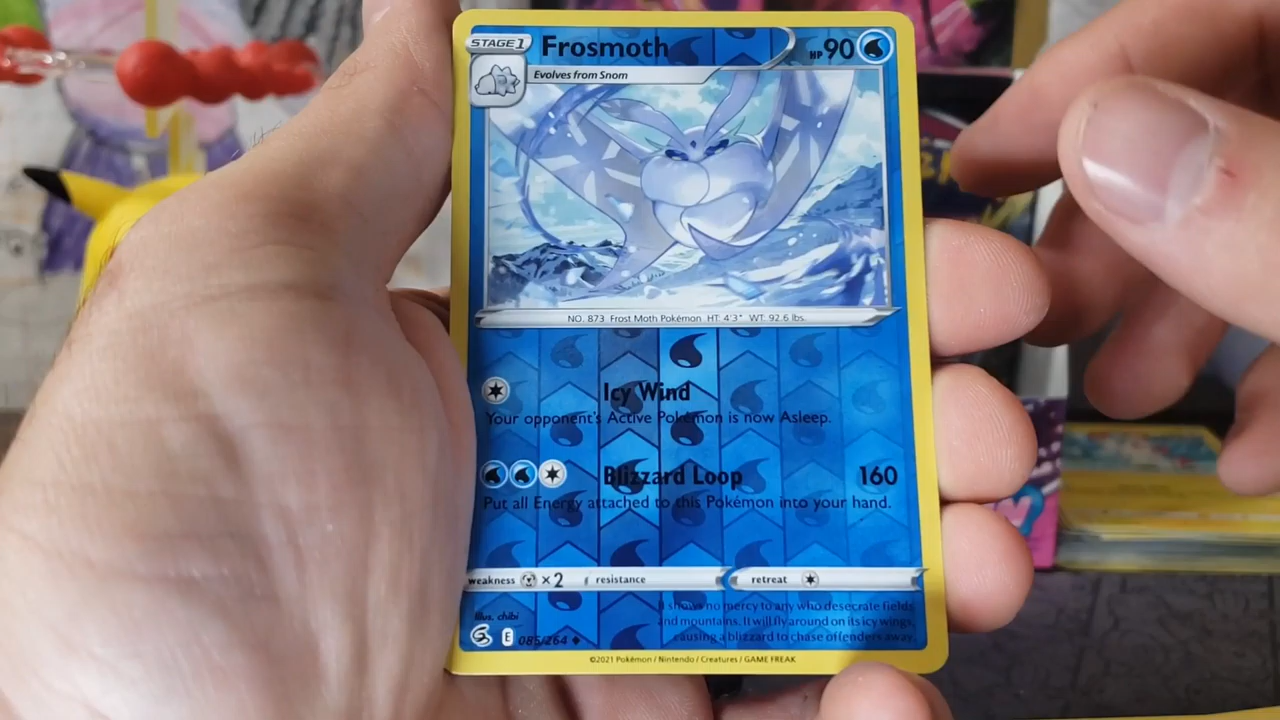 STAGE 1 Frosmoth HP 90
Evolves from Snom
NO. 873 Frost Moth Pokémon HT: 4'3" WT: 92.6 lbs.
Icy Wind
Your opponent's Active Pokémon is now Asleep.
Blizzard Loop 160
Put all Energy attached to this Pokémon into your hand.
weakness ×2 resistance retreat
It shows no mercy to any who desecrate fields
and mountains. It will fly around on its icy wings,
causing a blizzard to chase offenders away.
Illus. chibi
E 085/264
©2021 Pokémon / Nintendo / Creatures / GAME FREAK